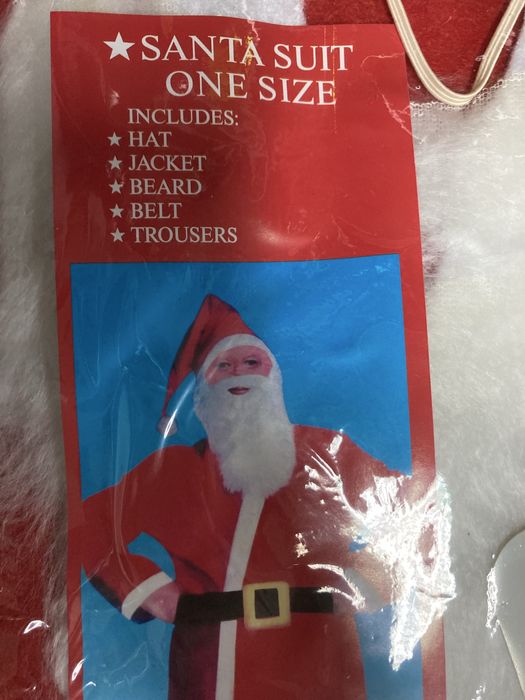 ★ SANTA SUIT
ONE SIZE
INCLUDES:
★ HAT
★ JACKET
★ BEARD
★ BELT
★ TROUSERS